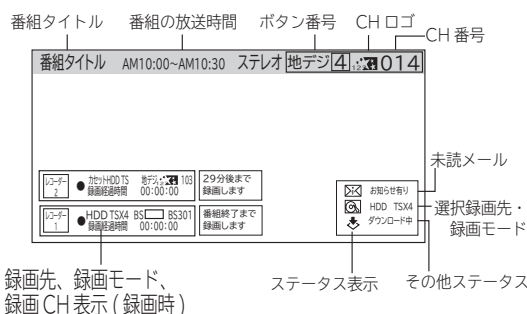 番組タイトル 番組の放送時間 ボタン番号 CH ロゴ
CH 番号
番組タイトル AM10:00~AM10:30 ステレオ 地デジ 4 014
未読メール
レコーダー 2 ● カセットHDD TS 地デジ 103
録画経過時間 00:00:00
29分後まで
録画します
お知らせ有り
レコーダー 1 ● HDD TSX4 BS BS301
録画経過時間 00:00:00
番組終了まで
録画します
HDD TSX4
ダウンロード中
選択録画先・
録画モード
録画先、録画モード、
録画 CH 表示 ( 録画時 )
ステータス表示 その他ステータス